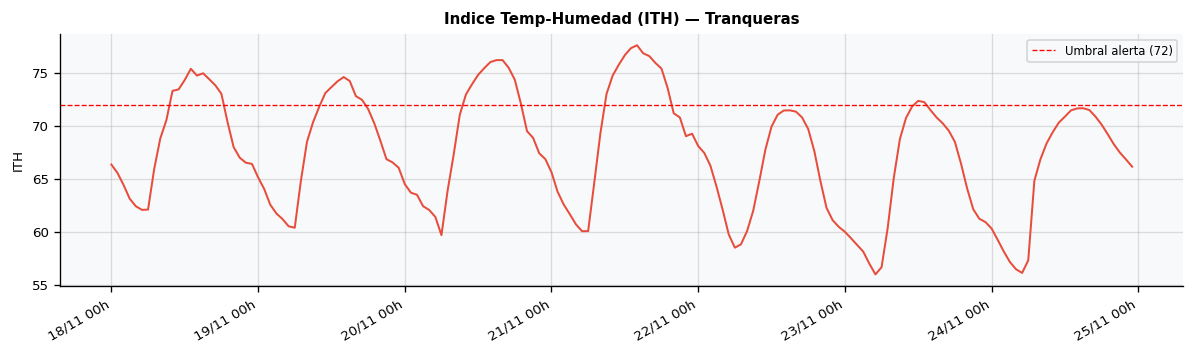 Indice Temp-Humedad (ITH) — Tranqueras
Umbral alerta (72)
ITH
75
70
65
60
55
18/11 00h
19/11 00h
20/11 00h
21/11 00h
22/11 00h
23/11 00h
24/11 00h
25/11 00h